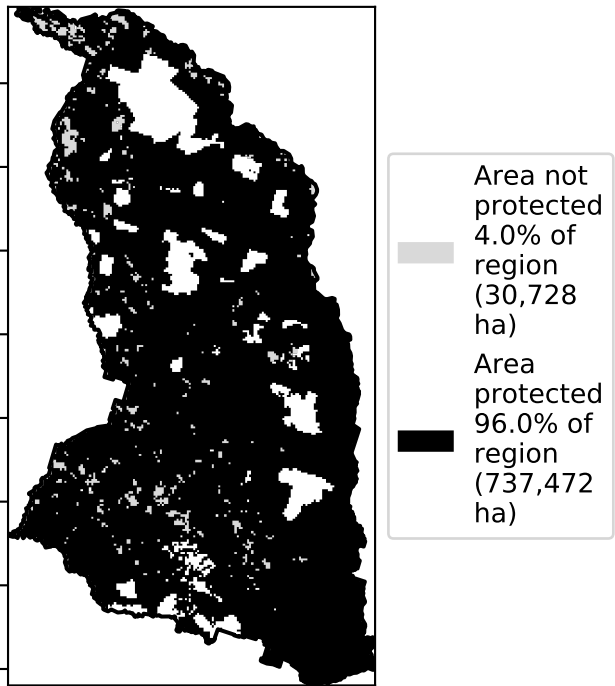 Area not
protected
4.0% of
region
(30,728
ha)
Area
protected
96.0% of
region
(737,472
ha)